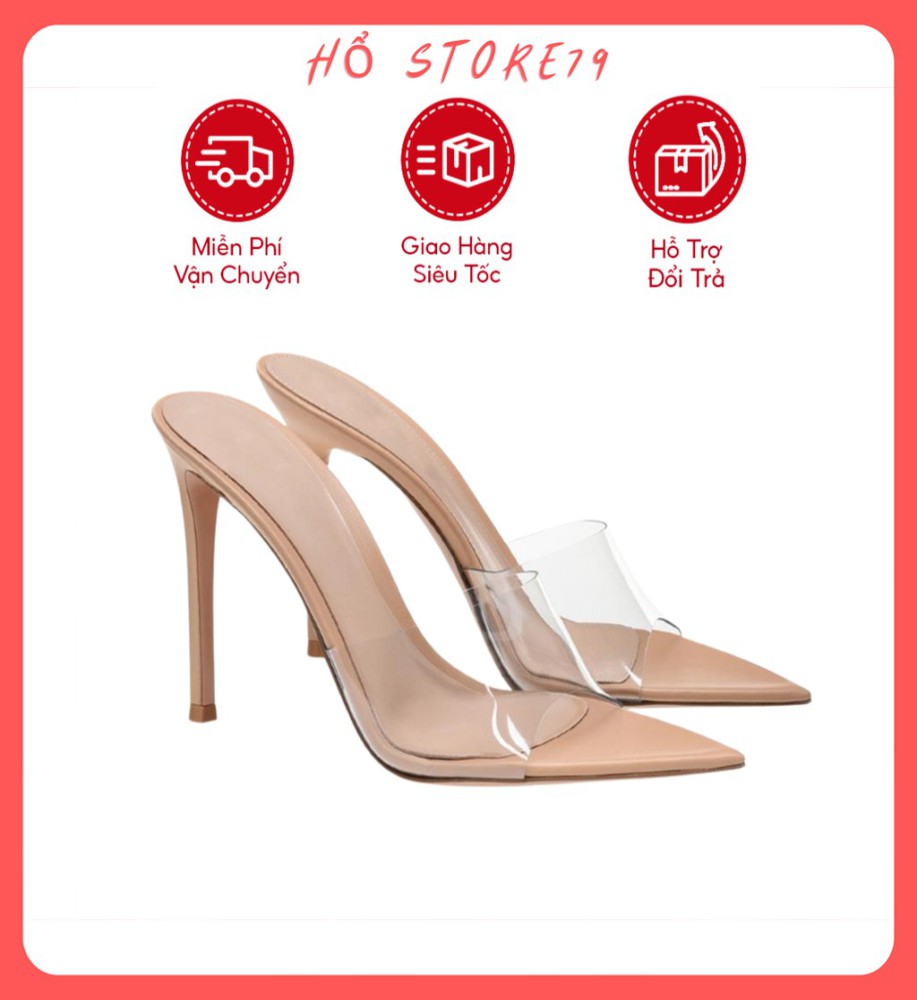 HỔ STORE79
Miễn Phí
Vận Chuyển
Giao Hàng
Siêu Tốc
Hỗ Trợ
Đổi Trả